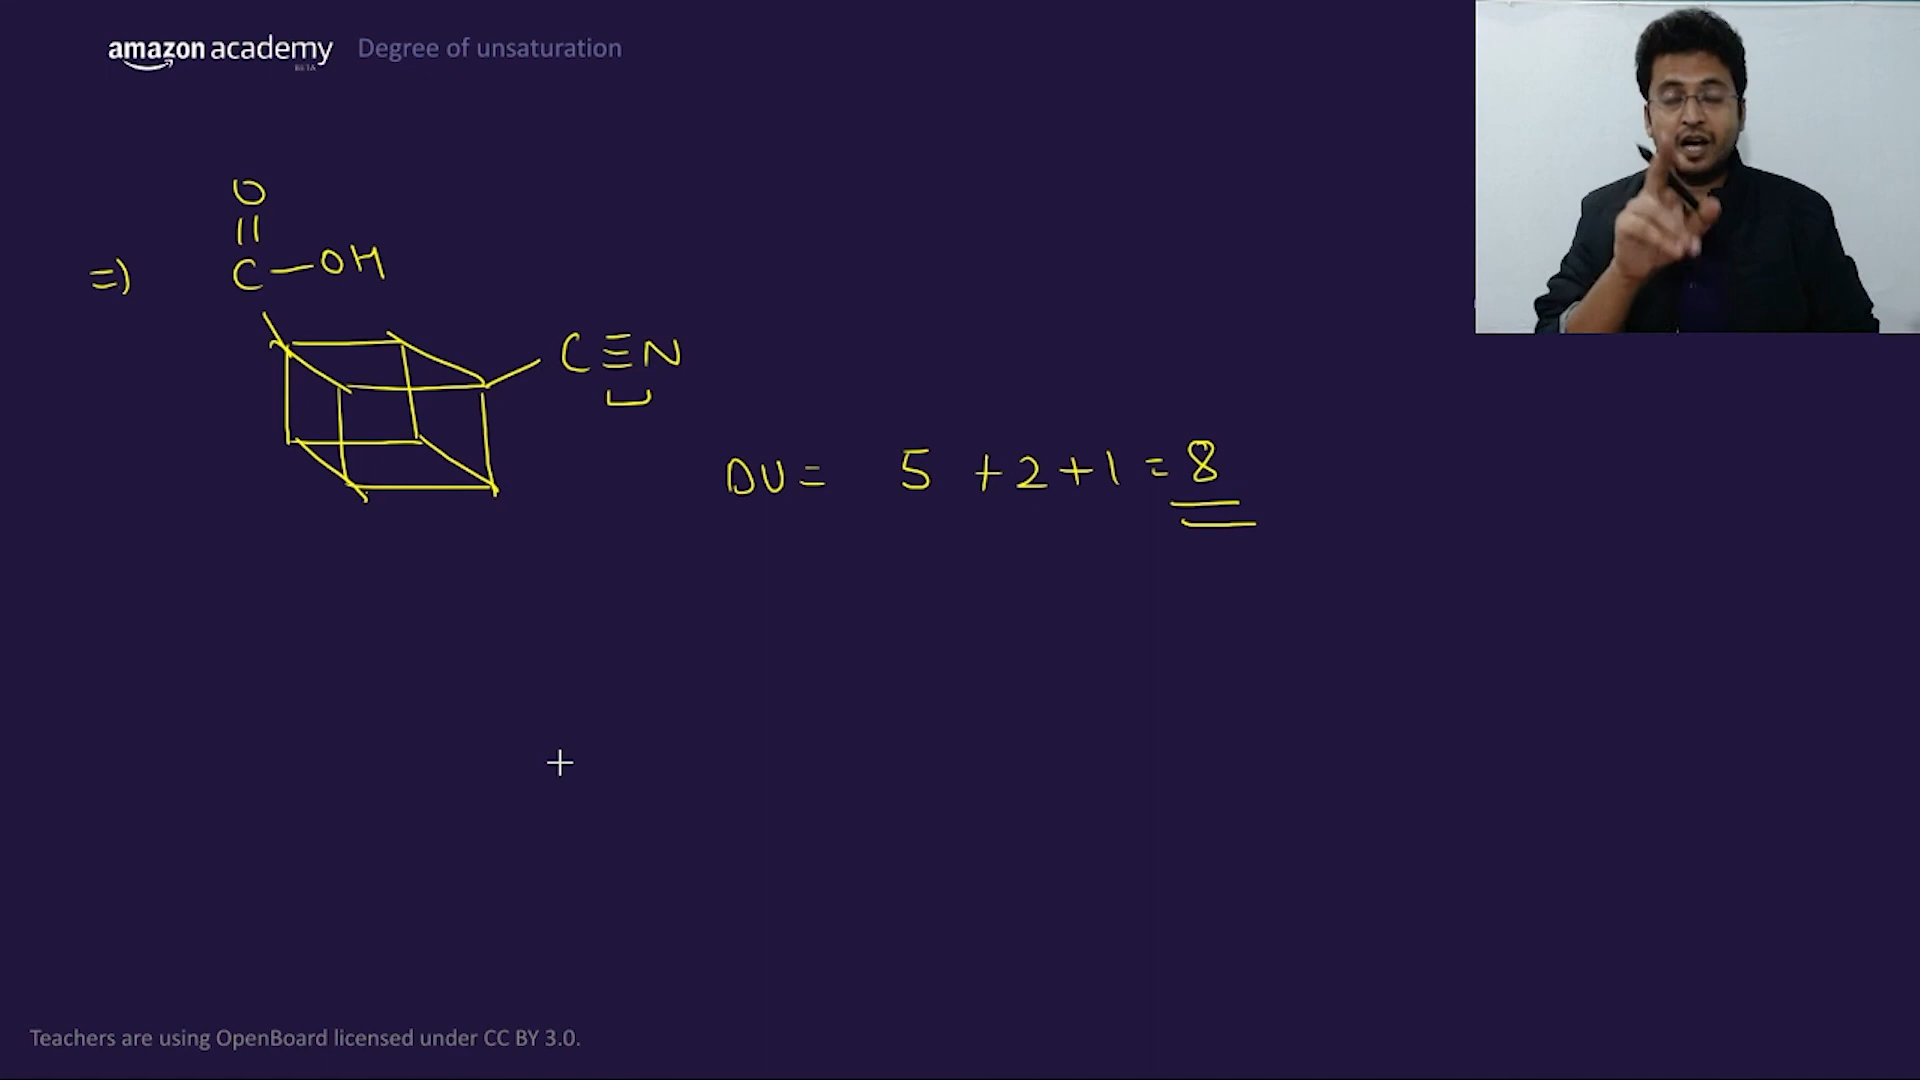 amazon academy Degree of unsaturation
BETA
O
||
=) C — OH
C ≡ N
DU = 5 + 2 + 1 = 8
Teachers are using OpenBoard licensed under CC BY 3.0.